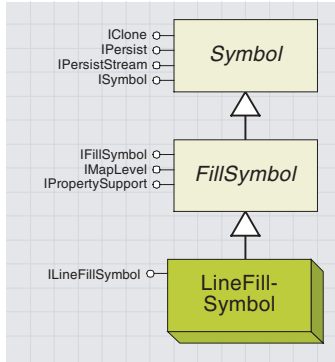 IClone
IPersist
IPersistStream
ISymbol
Symbol
IFillSymbol
IMapLevel
IPropertySupport
FillSymbol
ILineFillSymbol
LineFill-
Symbol